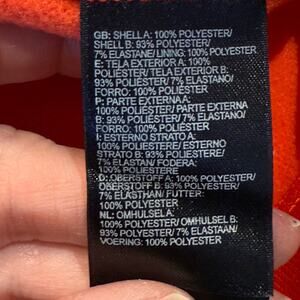 GB: SHELL A: 100% POLYESTER/
SHELL B: 93% POLYESTER/
7% ELASTANE/LINING:
100% POLYESTER
E: TELA EXTERIOR A: 100%
POLIÉSTER/ TELA EXTERIOR B:
93% POLIÉSTER/ 7% ELASTANO/
FORRO: 100% POLIÉSTER
P: PARTE EXTERNA A:
100% POLIÉSTER/ PARTE EXTERNA
B: 93% POLIÉSTER/ 7% ELASTANO/
FORRO: 100% POLIÉSTER
I: ESTERNO STRATO A:
100% POLIESTERE/ ESTERNO
STRATO B: 93% POLIESTERE/
7% ELASTAN/ FODERA:
100% POLIESTERE
D: OBERSTOFF A: 100% POLYESTER/
OBERSTOFF B: 93% POLYESTER/
7% ELASTHAN/ FUTTER:
100% POLYESTER
NL: OMHULSEL A:
100% POLYESTER/ OMHULSEL B:
93% POLYESTER/ 7% ELASTAAN/
VOERING: 100% POLYESTER